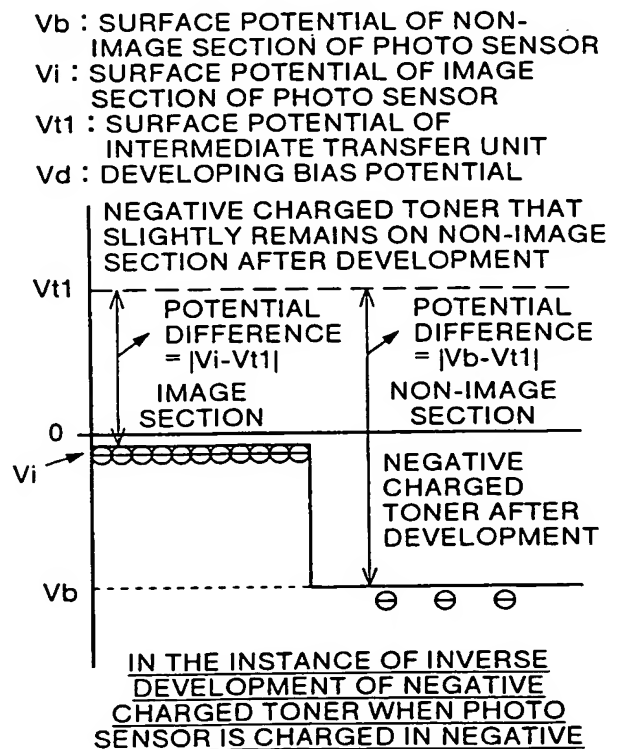 Vb : SURFACE POTENTIAL OF NON-
IMAGE SECTION OF PHOTO SENSOR
Vi : SURFACE POTENTIAL OF IMAGE
SECTION OF PHOTO SENSOR
Vt1 : SURFACE POTENTIAL OF
INTERMEDIATE TRANSFER UNIT
Vd : DEVELOPING BIAS POTENTIAL
NEGATIVE CHARGED TONER THAT
SLIGHTLY REMAINS ON NON-IMAGE
SECTION AFTER DEVELOPMENT
Vt1
POTENTIAL
DIFFERENCE
= |Vi-Vt1|
POTENTIAL
DIFFERENCE
= |Vb-Vt1|
IMAGE
SECTION
NON-IMAGE
SECTION
0
Vi
NEGATIVE
CHARGED
TONER AFTER
DEVELOPMENT
Vb
IN THE INSTANCE OF INVERSE
DEVELOPMENT OF NEGATIVE
CHARGED TONER WHEN PHOTO
SENSOR IS CHARGED IN NEGATIVE